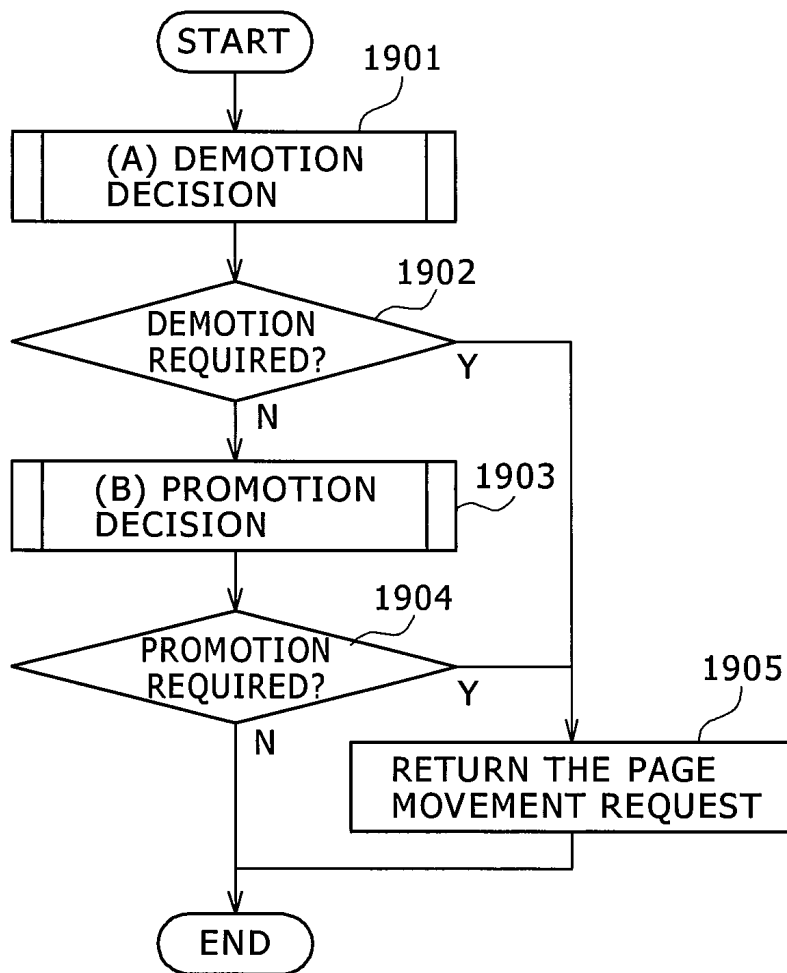 START
1901
(A) DEMOTION
DECISION
1902
DEMOTION
REQUIRED?
Y
N
(B) PROMOTION
DECISION
1903
1904
PROMOTION
REQUIRED?
Y
N
1905
RETURN THE PAGE
MOVEMENT REQUEST
END